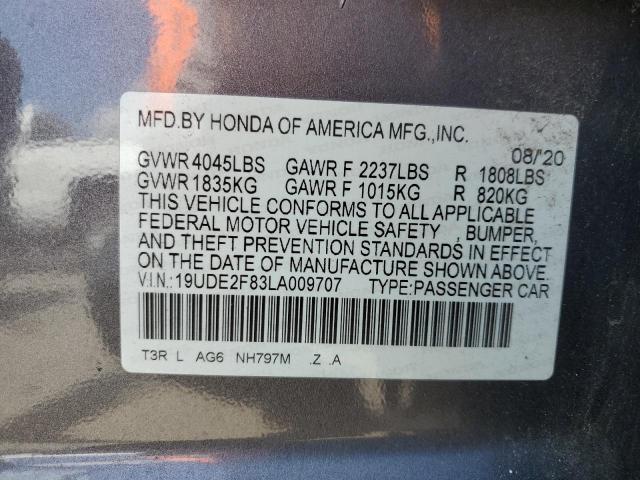 MFD.BY HONDA OF AMERICA MFG.,INC.
08/'20
GVWR 4045LBS GAWR F 2237LBS R 1808LBS
GVWR 1835KG GAWR F 1015KG R 820KG
THIS VEHICLE CONFORMS TO ALL APPLICABLE
FEDERAL MOTOR VEHICLE SAFETY , BUMPER,
AND THEFT PREVENTION STANDARDS IN EFFECT
ON THE DATE OF MANUFACTURE SHOWN ABOVE.
V.I.N.:19UDE2F83LA009707 TYPE:PASSENGER CAR
T3R L AG6 NH797M .Z .A